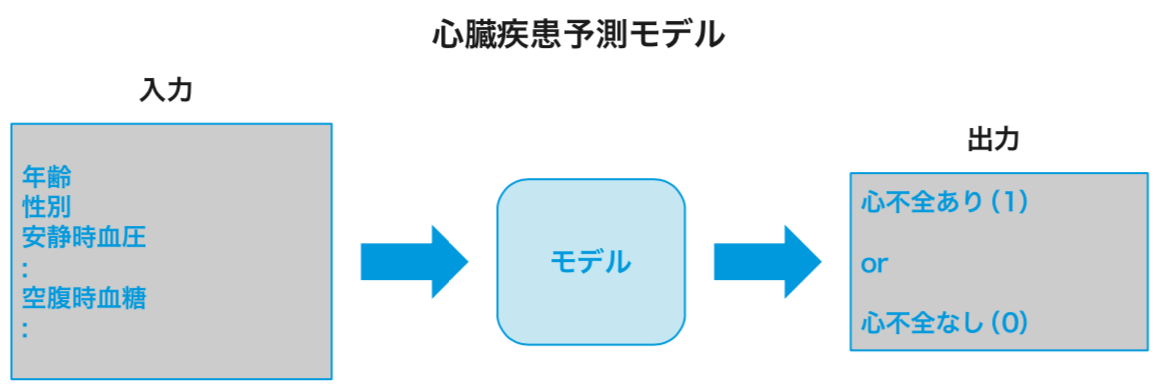 心臓疾患予測モデル
入力
年齢
性別
安静時血圧
:
空腹時血糖
:
モデル
出力
心不全あり（1）
or
心不全なし（0）